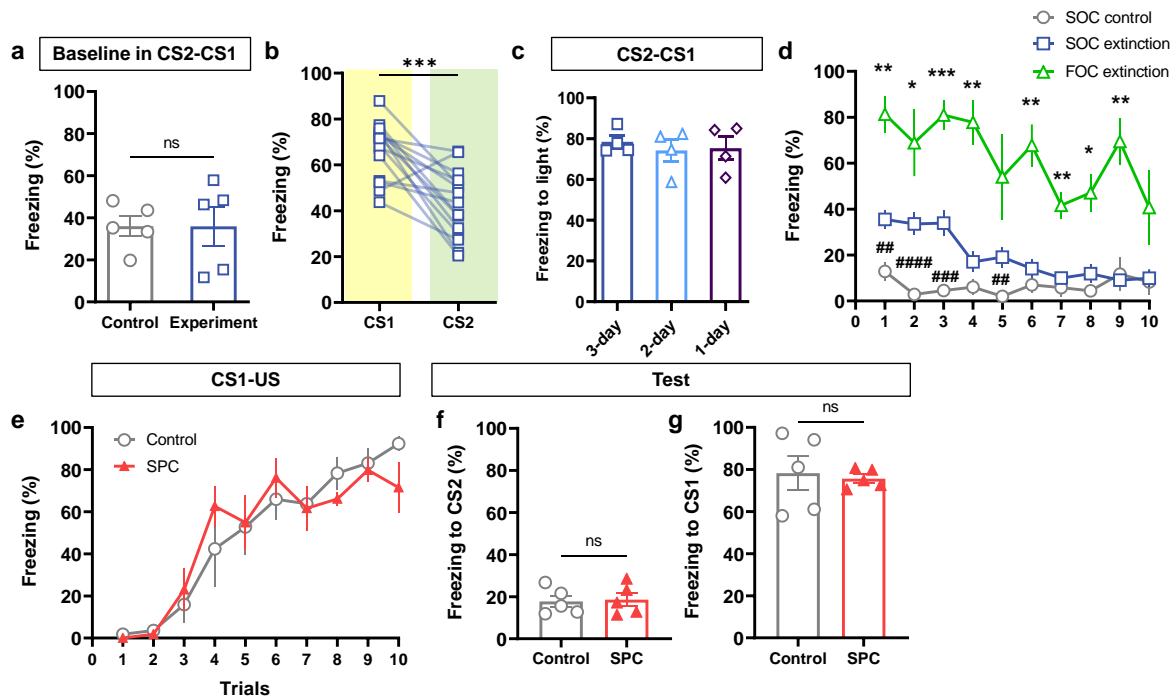 SOC control
SOC extinction
FOC extinction
a
Baseline in CS2-CS1
Freezing (%)
100
80
60
40
20
0
ns
Control
Experiment
b
Freezing (%)
100
80
60
40
20
0
***
CS1
CS2
c
CS2-CS1
Freezing to light (%)
100
80
60
40
20
0
3-day
2-day
1-day
d
Freezing (%)
100
80
60
40
20
0
** * *** ** ** ** * **
## #### ### ##
0 1 2 3 4 5 6 7 8 9 10
CS1-US
e
Control
SPC
Freezing (%)
100
80
60
40
20
0
0 1 2 3 4 5 6 7 8 9 10
Trials
Test
f
Freezing to CS2 (%)
100
80
60
40
20
0
ns
Control
SPC
g
Freezing to CS1 (%)
100
80
60
40
20
0
ns
Control
SPC